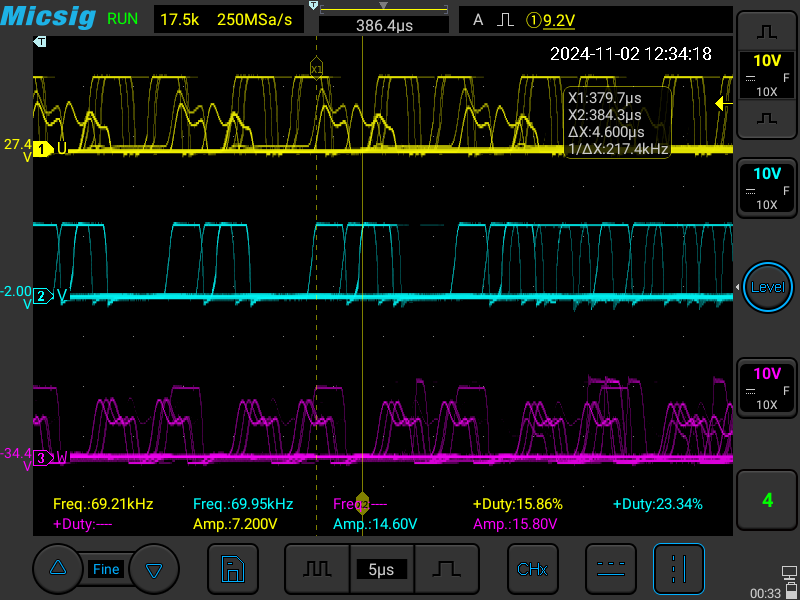 Micsig RUN 17.5k 250MSa/s T 386.4µs A ①9.2V
T
2024-11-02 12:34:18
X1
X1:379.7µs
X2:384.3µs
ΔX:4.600µs
1/ΔX:217.4kHz
10V
F
10X
27.4 V
1 U
10V
F
10X
-2.00 V
2 V
Level
10V
F
10X
-34.4 V
3 W
4
Freq.:69.21kHz Freq.:69.95kHz Freq.:---- +Duty:15.86% +Duty:23.34%
+Duty:---- Amp.:7.200V Amp.:14.60V Amp.:15.80V
Fine 5µs CHx
00:33